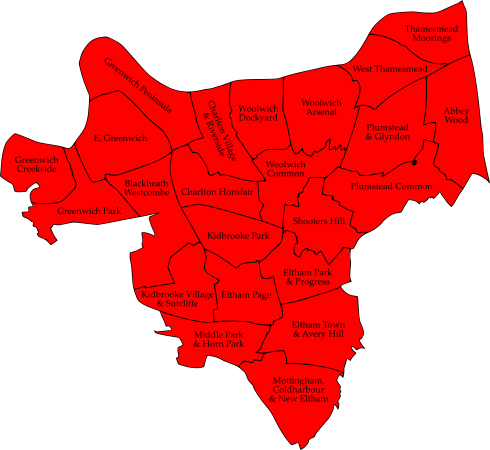 Thamesmead
Moorings
West Thamesmead
Greenwich Peninsula
Charlton Village
& Riverside
Woolwich
Dockyard
Woolwich
Arsenal
Abbey
Wood
Plumstead
& Glyndon
E. Greenwich
Greenwich
Creekside
Woolwich
Common
Blackheath
Westcombe
Charlton Hornfair
Plumstead Common
Greenwich Park
Shooters Hill
Kidbrooke Park
Eltham Park
& Progress
Kidbrooke Village
& Sutcliffe
Eltham Page
Eltham Town
& Avery Hill
Middle Park
& Horn Park
Mottingham,
Coldharbour
& New Eltham